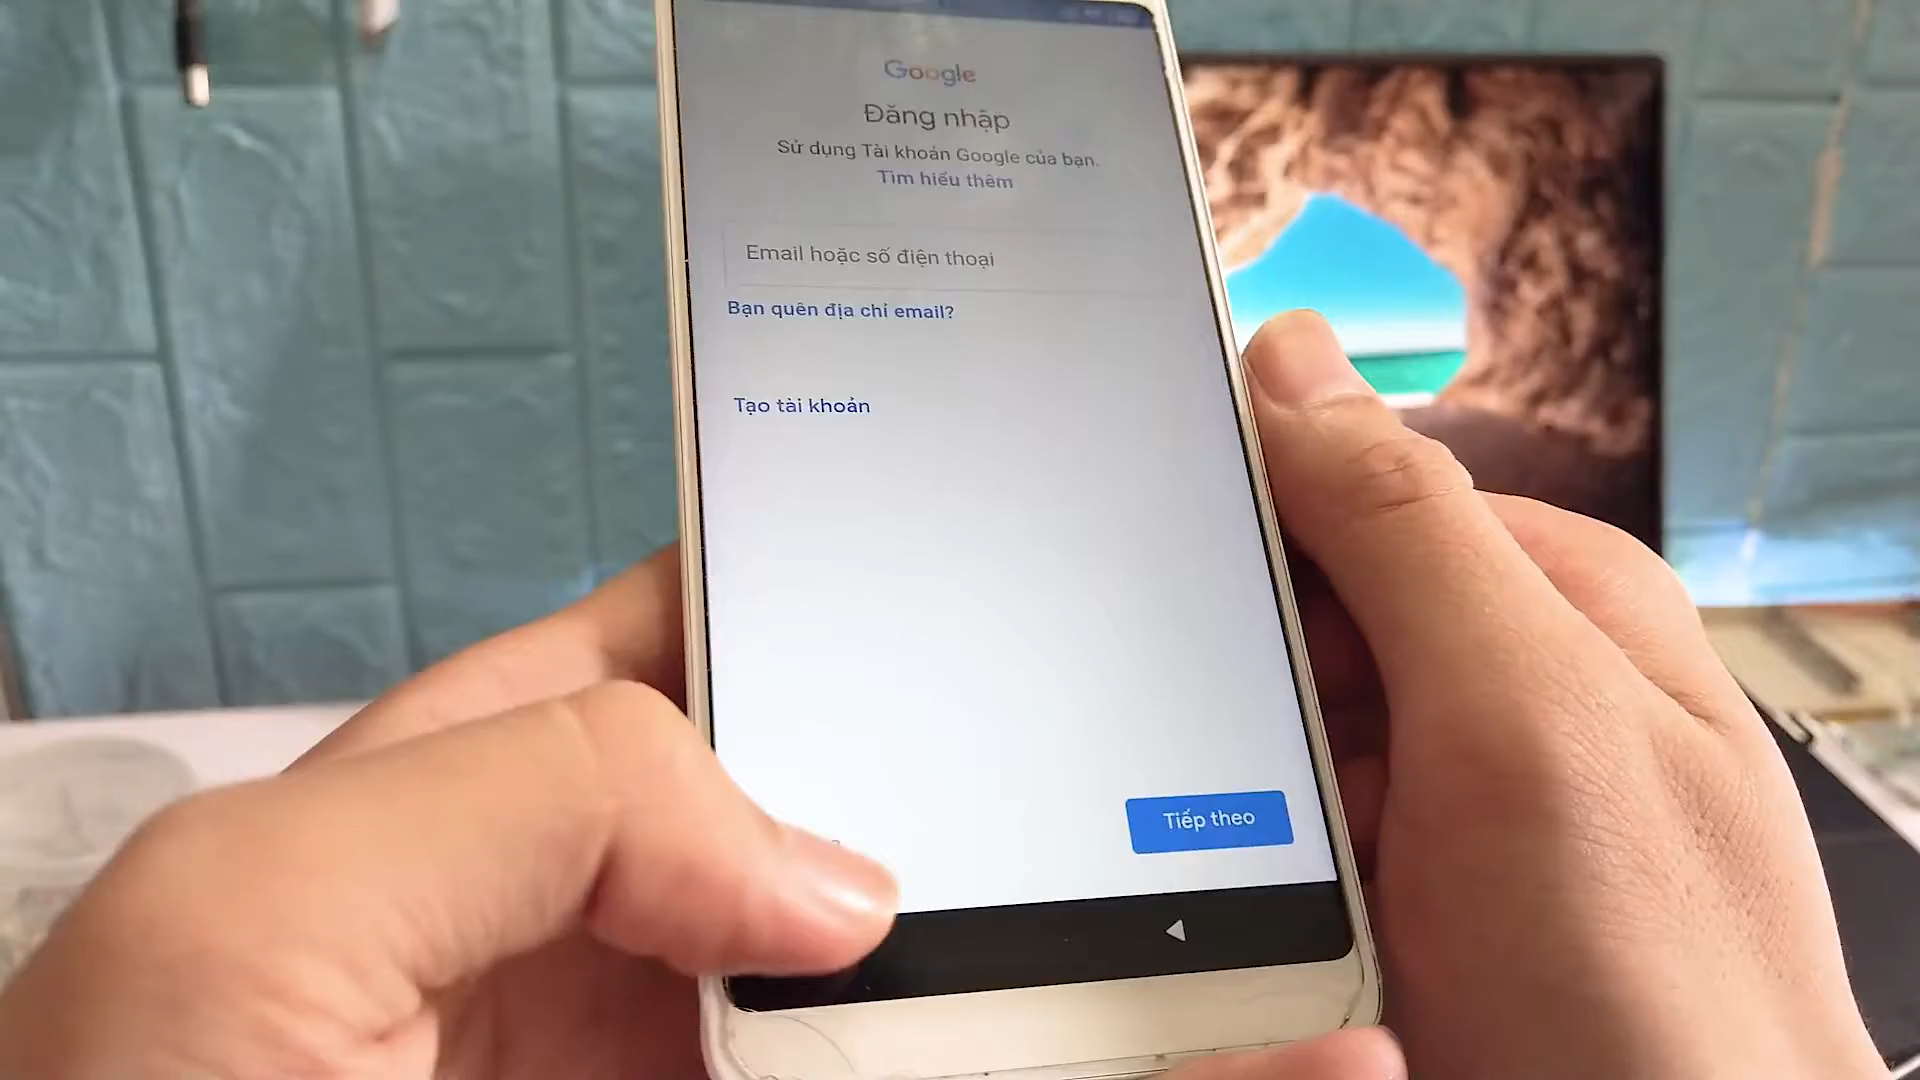 Google
Đăng nhập
Sử dụng Tài khoản Google của bạn.
Tìm hiểu thêm
Email hoặc số điện thoại
Bạn quên địa chỉ email?
Tạo tài khoản
Tiếp theo